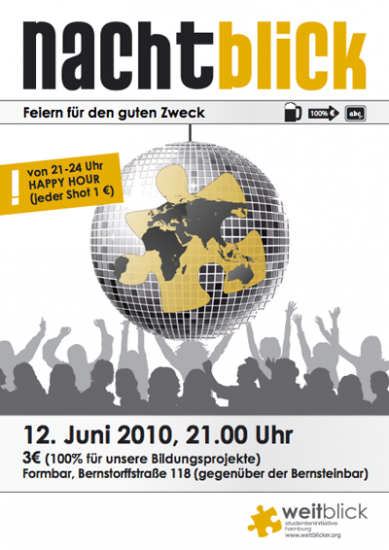 nachtblick
Feiern für den guten Zweck
100%
abc
! von 21-24 Uhr
HAPPY HOUR
(jeder Shot 1 €)
12. Juni 2010, 21.00 Uhr
3€ (100% für unsere Bildungsprojekte)
Formbar, Bernstorffstraße 118 (gegenüber der Bernsteinbar)
weitblick
studenteninitiative
hamburg
www.weitblicker.org